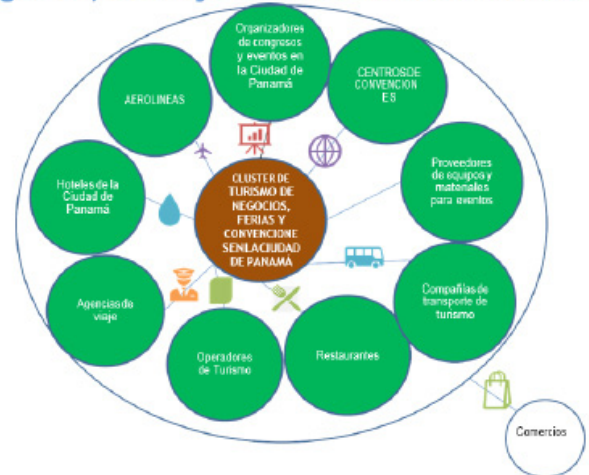 Organizadores
de congresos
y eventos en
la Ciudad de
Panamá
CENTROS DE
CONVENCION
ES
AEROLINEAS
Proveedores
de equipos y
materiales
para eventos
CLUSTER DE
TURISMO DE
NEGOCIOS,
FERIAS Y
CONVENCIONE
SENLACIUDAD
DE PANAMÁ
Hoteles de la
Ciudad de
Panamá
Compañías de
transporte de
turismo
Agencias de
viaje
Operadores
de Turismo
Restaurantes
Comercios